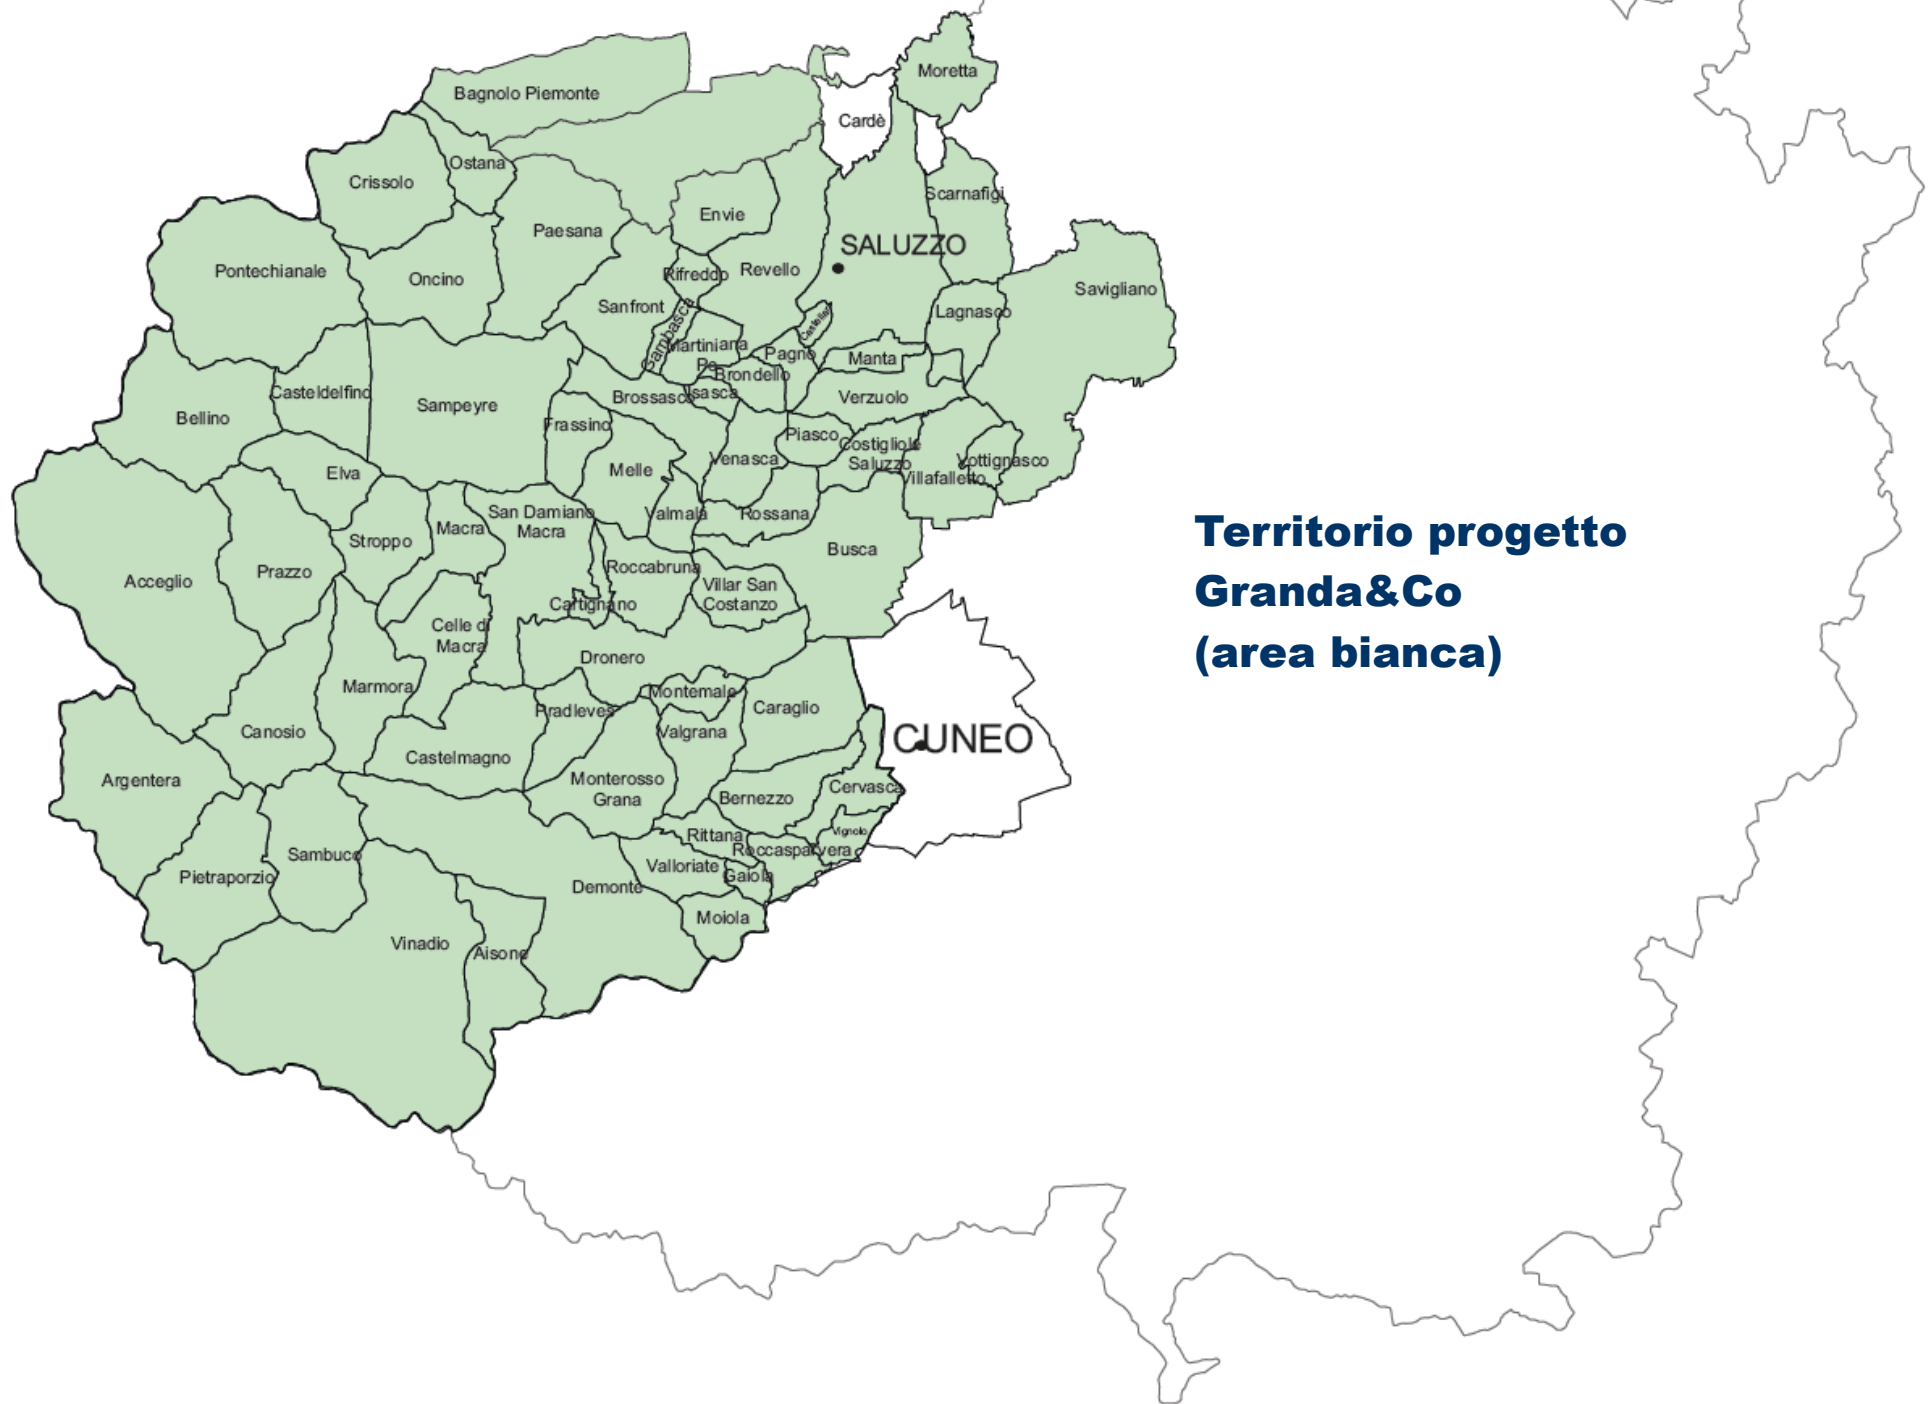 Moretta
Bagnolo Piemonte
Cardè
Ostana
Crissolo
Scarnafigi
Envie
Paesana
SALUZZO
Pontechianale
Oncino
Rifreddo
Revello
Savigliano
Sanfront
Gambasca
Lagnasco
Castellar
Martiniana
Po
Pagno
Manta
Brondello
Casteldelfino
Isasca
Brossasco
Verzuolo
Sampeyre
Bellino
Frassino
Piasco
Costigliole
Saluzzo
Venasca
Vottignasco
Melle
Elva
Villafalletto
San Damiano
Macra
Valmala
Rossana
Macra
Stroppo
Busca
Territorio progetto
Granda&Co
(area bianca)
Prazzo
Acceglio
Roccabruna
Villar San
Costanzo
Cartignano
Celle di
Macra
Dronero
Marmora
Montemale
Pradleves
Caraglio
Canosio
Valgrana
CUNEO
Castelmagno
Argentera
Monterosso
Grana
Bernezzo
Cervasca
Rittana
Vignolo
Roccasparvera
Sambuco
Valloriate
Gaiola
Pietraporzio
Demonte
Moiola
Vinadio
Aisone